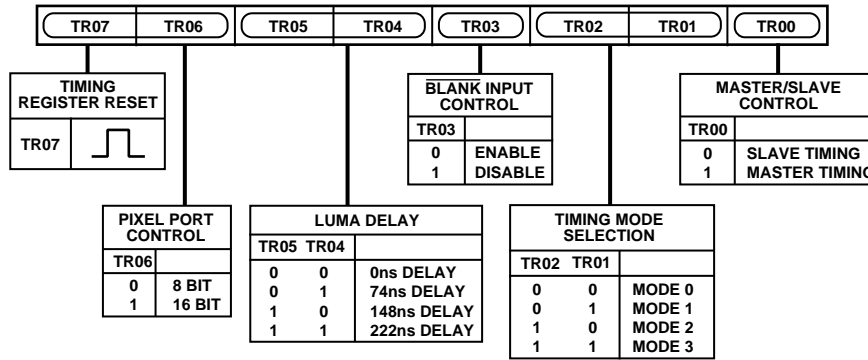 TR07 TR06 TR05 TR04 TR03 TR02 TR01 TR00
TIMING
REGISTER RESET
TR07
BLANK INPUT
CONTROL
TR03
0 ENABLE
1 DISABLE
MASTER/SLAVE
CONTROL
TR00
0 SLAVE TIMING
1 MASTER TIMING
PIXEL PORT
CONTROL
TR06
0 8 BIT
1 16 BIT
LUMA DELAY
TR05 TR04
0 0 0ns DELAY
0 1 74ns DELAY
1 0 148ns DELAY
1 1 222ns DELAY
TIMING MODE
SELECTION
TR02 TR01
0 0 MODE 0
0 1 MODE 1
1 0 MODE 2
1 1 MODE 3